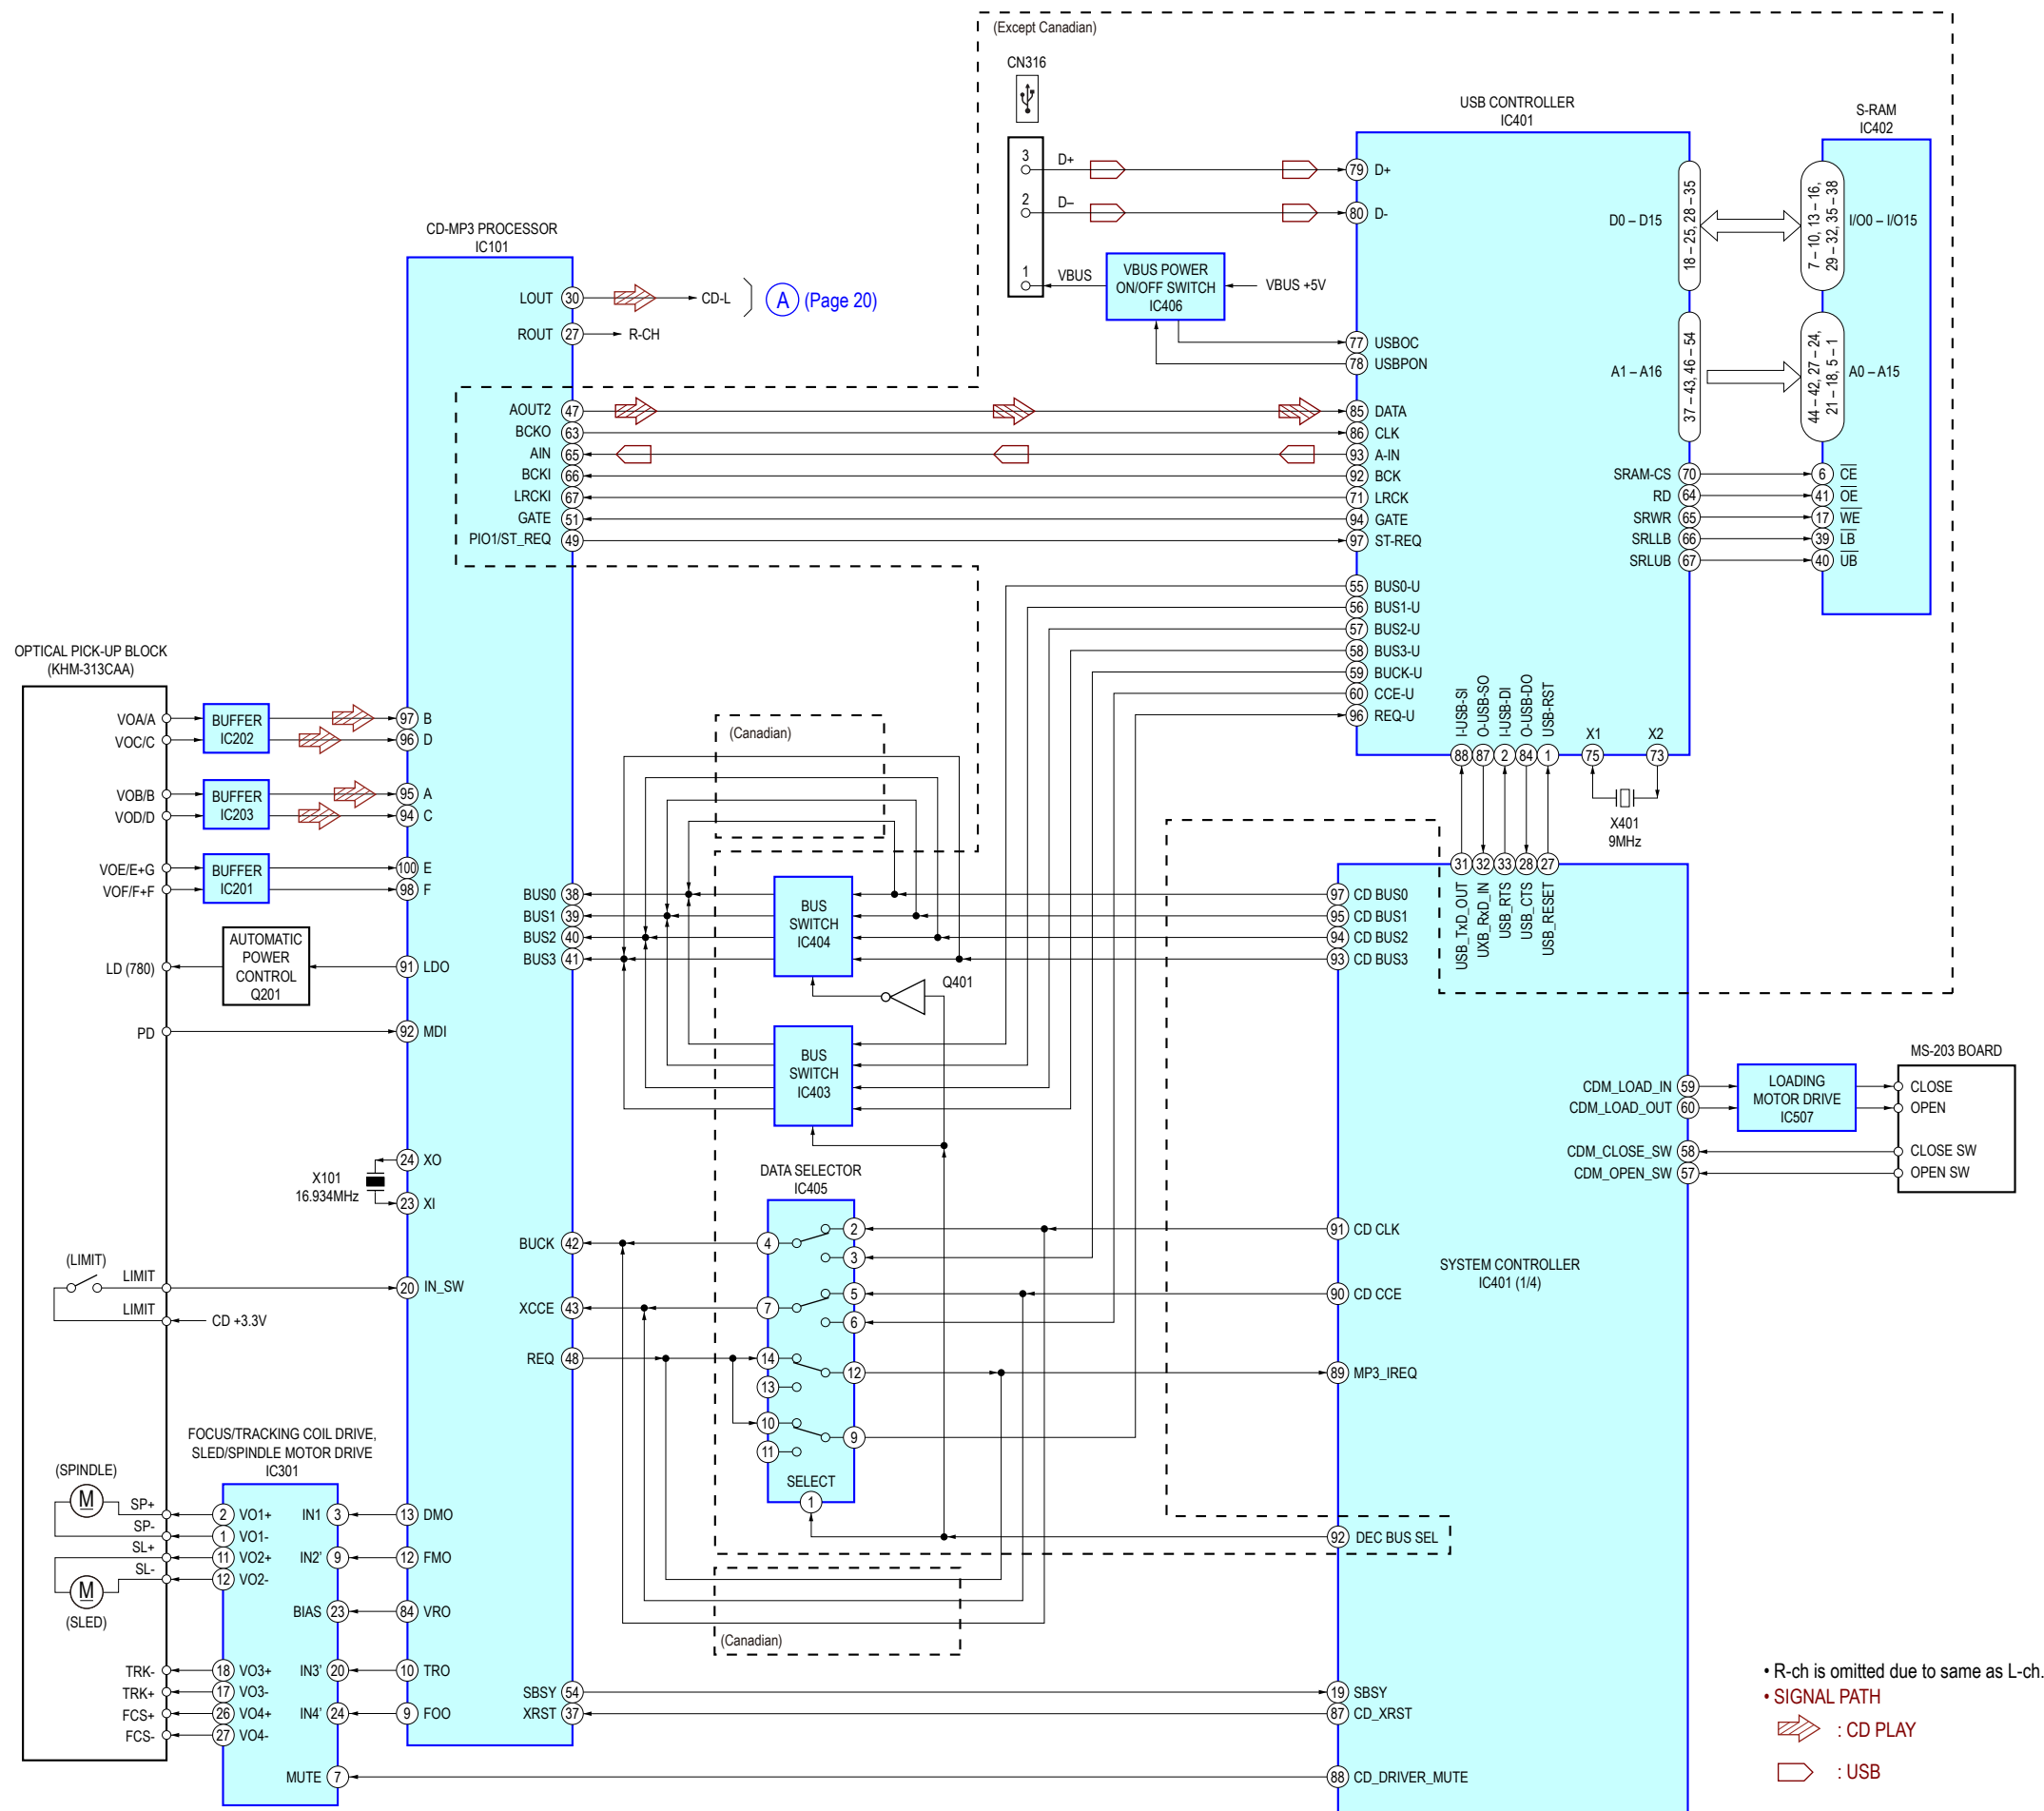 (Except Canadian)
CN316
3
D+
2
D–
1
VBUS
VBUS POWER
ON/OFF SWITCH
IC406
VBUS +5V
USB CONTROLLER
IC401
79 D+
80 D-
77 USBOC
78 USBPON
85 DATA
86 CLK
93 A-IN
92 BCK
71 LRCK
94 GATE
97 ST-REQ
55 BUS0-U
56 BUS1-U
57 BUS2-U
58 BUS3-U
59 BUCK-U
60 CCE-U
96 REQ-U
D0 – D15
18 – 25, 28 – 35
A1 – A16
37 – 43, 46 – 54
SRAM-CS 70
RD 64
SRWR 65
SRLLB 66
SRLUB 67
88 I-USB-SI
87 O-USB-SO
2 I-USB-DI
84 O-USB-DO
1 USB-RST
X1
75
X2
73
X401
9MHz
S-RAM
IC402
7 – 10, 13 – 16,
29 – 32, 35 – 38
I/O0 – I/O15
44 – 42, 27 – 24,
21 – 18, 5 – 1
A0 – A15
6 CE
41 OE
17 WE
39 LB
40 UB
CD-MP3 PROCESSOR
IC101
LOUT 30
CD-L
A (Page 20)
ROUT 27
R-CH
AOUT2 47
BCKO 63
AIN 65
BCKI 66
LRCKI 67
GATE 51
PIO1/ST_REQ 49
97 B
96 D
95 A
94 C
100 E
98 F
91 LDO
92 MDI
24 XO
23 XI
20 IN_SW
BUS0 38
BUS1 39
BUS2 40
BUS3 41
BUCK 42
XCCE 43
REQ 48
13 DMO
12 FMO
84 VRO
10 TRO
9 FOO
SBSY 54
XRST 37
OPTICAL PICK-UP BLOCK
(KHM-313CAA)
VOA/A
VOC/C
VOB/B
VOD/D
VOE/E+G
VOF/F+F
LD (780)
PD
BUFFER
IC202
BUFFER
IC203
BUFFER
IC201
AUTOMATIC
POWER
CONTROL
Q201
X101
16.934MHz
(LIMIT)
LIMIT
LIMIT
CD +3.3V
(SPINDLE)
M
SP+
SP-
SL+
SL-
M
(SLED)
TRK-
TRK+
FCS+
FCS-
FOCUS/TRACKING COIL DRIVE,
SLED/SPINDLE MOTOR DRIVE
IC301
2 VO1+
1 VO1-
11 VO2+
12 VO2-
18 VO3+
17 VO3-
26 VO4+
27 VO4-
IN1 3
IN2' 9
BIAS 23
IN3' 20
IN4' 24
MUTE 7
(Canadian)
BUS
SWITCH
IC404
Q401
BUS
SWITCH
IC403
DATA SELECTOR
IC405
4
2
3
7
5
6
14
13
12
10
11
9
SELECT
1
(Canadian)
31 USB_TxD_OUT
32 UXB_RxD_IN
33 USB_RTS
28 USB_CTS
27 USB_RESET
97 CD BUS0
95 CD BUS1
94 CD BUS2
93 CD BUS3
91 CD CLK
90 CD CCE
89 MP3_IREQ
92 DEC BUS SEL
19 SBSY
87 CD_XRST
88 CD_DRIVER_MUTE
SYSTEM CONTROLLER
IC401 (1/4)
CDM_LOAD_IN 59
CDM_LOAD_OUT 60
CDM_CLOSE_SW 58
CDM_OPEN_SW 57
LOADING
MOTOR DRIVE
IC507
MS-203 BOARD
CLOSE
OPEN
CLOSE SW
OPEN SW
• R-ch is omitted due to same as L-ch.
• SIGNAL PATH
: CD PLAY
: USB